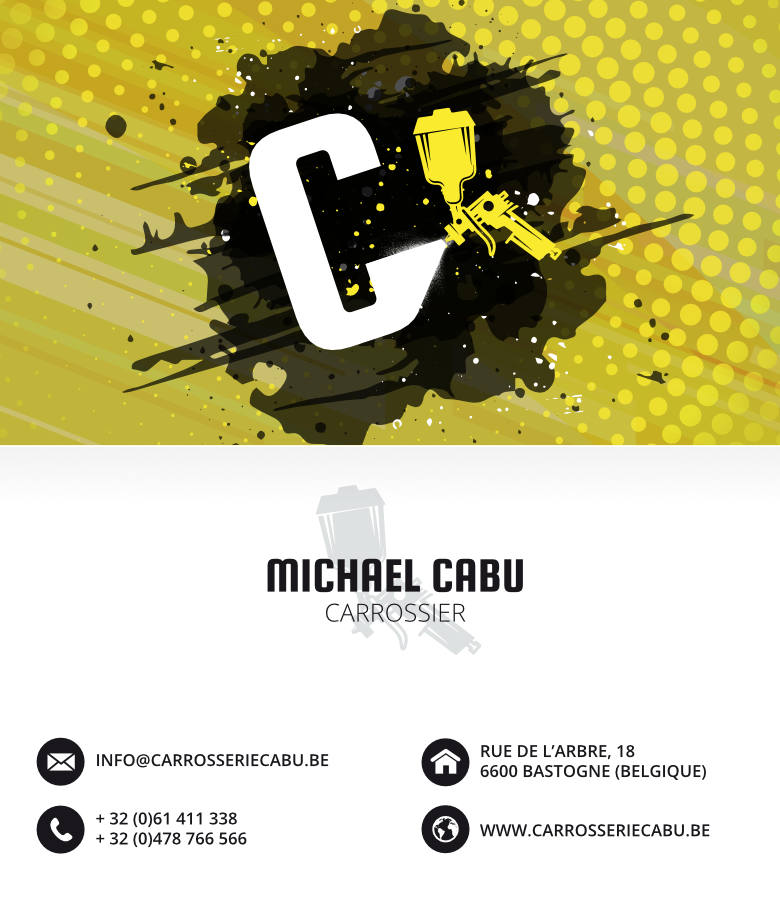 C
MICHAEL CABU
CARROSSIER
INFO@CARROSSERIECABU.BE
+ 32 (0)61 411 338
+ 32 (0)478 766 566
RUE DE L’ARBRE, 18
6600 BASTOGNE (BELGIQUE)
WWW.CARROSSERIECABU.BE